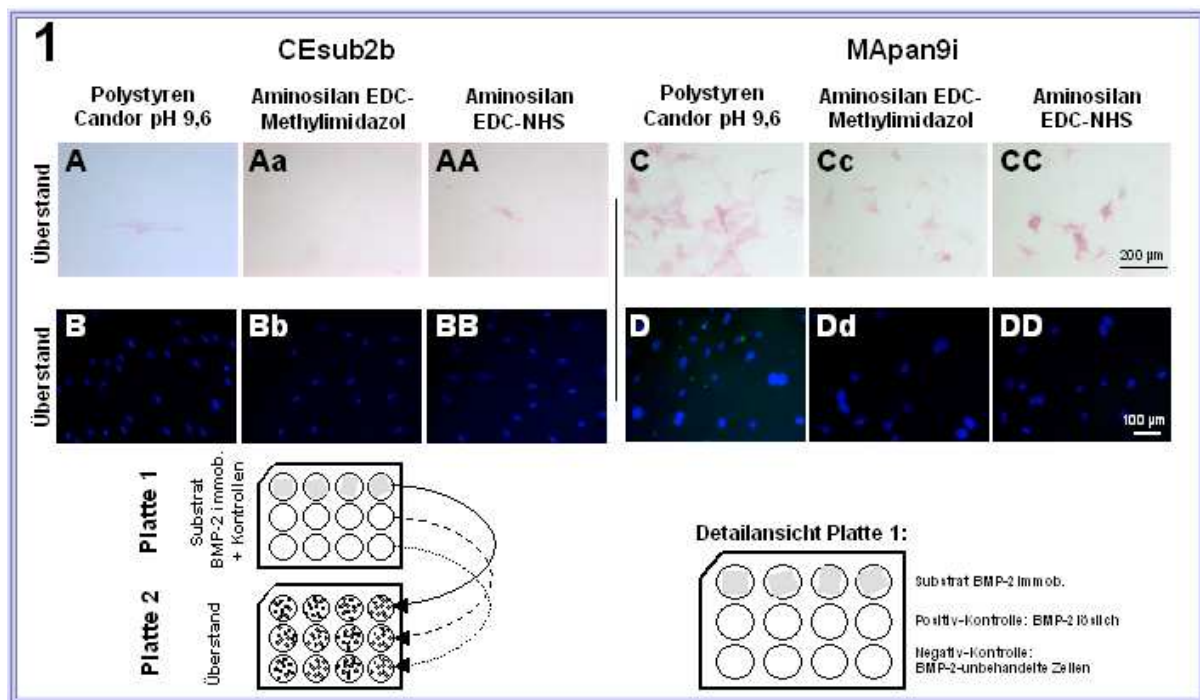 1
CEsub2b
MApan9i
Polystyren
Candor pH 9,6
Aminosilan EDC-
Methylimidazol
Aminosilan
EDC-NHS
Polystyren
Candor pH 9,6
Aminosilan EDC-
Methylimidazol
Aminosilan
EDC-NHS
Überstand
A
Aa
AA
C
Cc
CC
200 µm
Überstand
B
Bb
BB
D
Dd
DD
100 µm
Platte 1
Substrat
BMP-2 immob.
+ Kontrollen
Platte 2
Überstand
Detailansicht Platte 1:
Substrat BMP-2 immob.
Positiv-Kontrolle: BMP-2 löslich
Negativ-Kontrolle:
BMP-2-unbehandelte Zellen